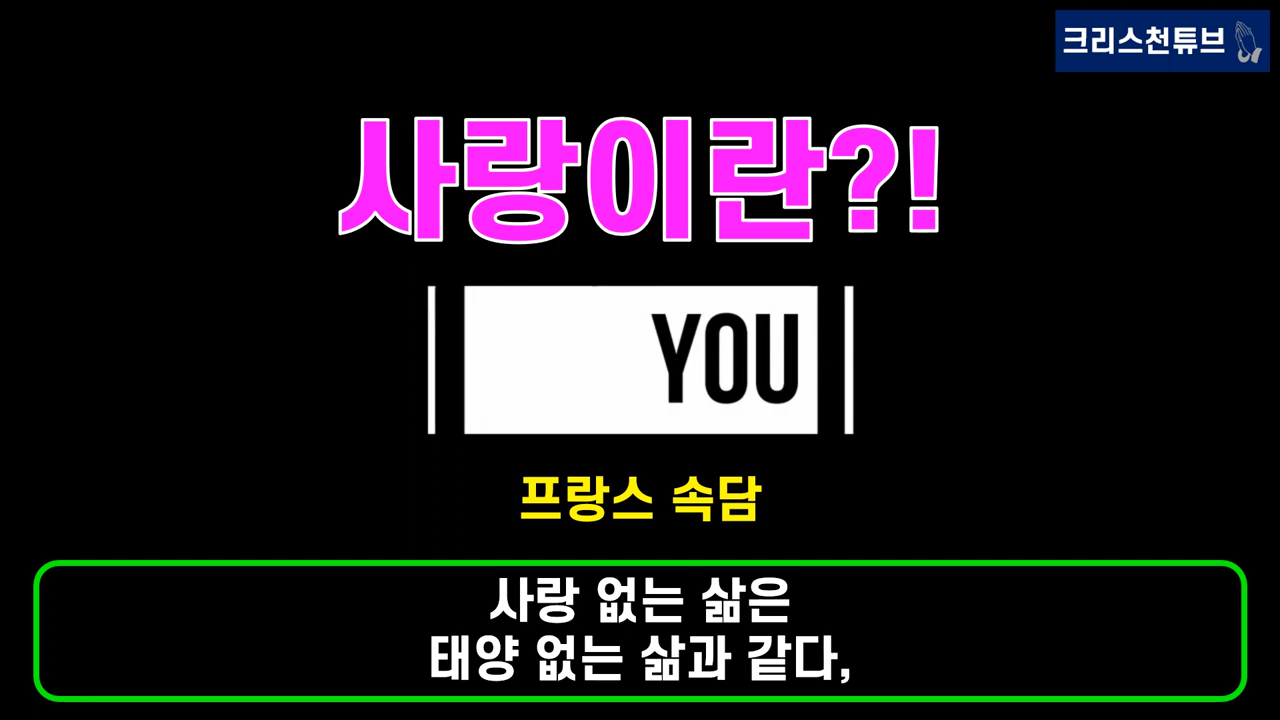 크리스천튜브
사랑이란?!
YOU
프랑스 속담
사랑 없는 삶은
태양 없는 삶과 같다,